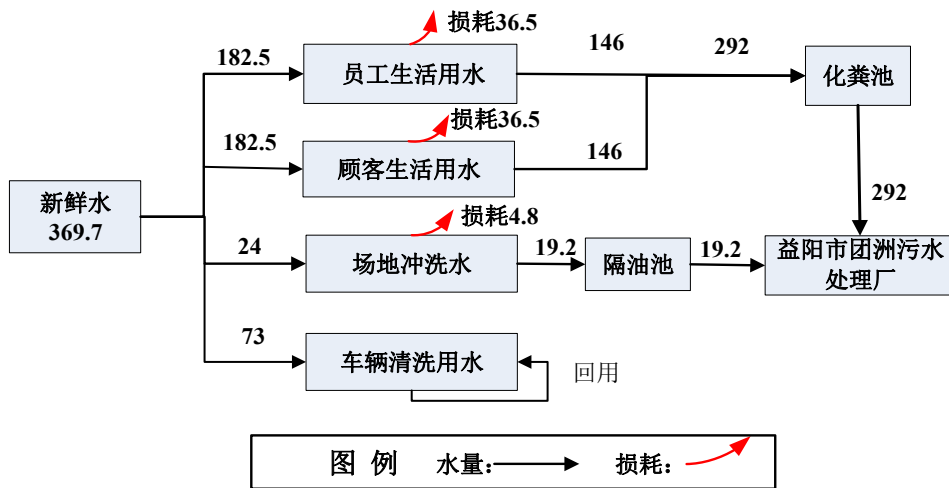 损耗36.5
182.5
员工生活用水
146
292
化粪池
损耗36.5
182.5
顾客生活用水
146
新鲜水
369.7
292
损耗4.8
24
场地冲洗水
19.2
隔油池
19.2
益阳市团洲污水
处理厂
73
车辆清洗用水
回用
图 例 水量: 损耗: